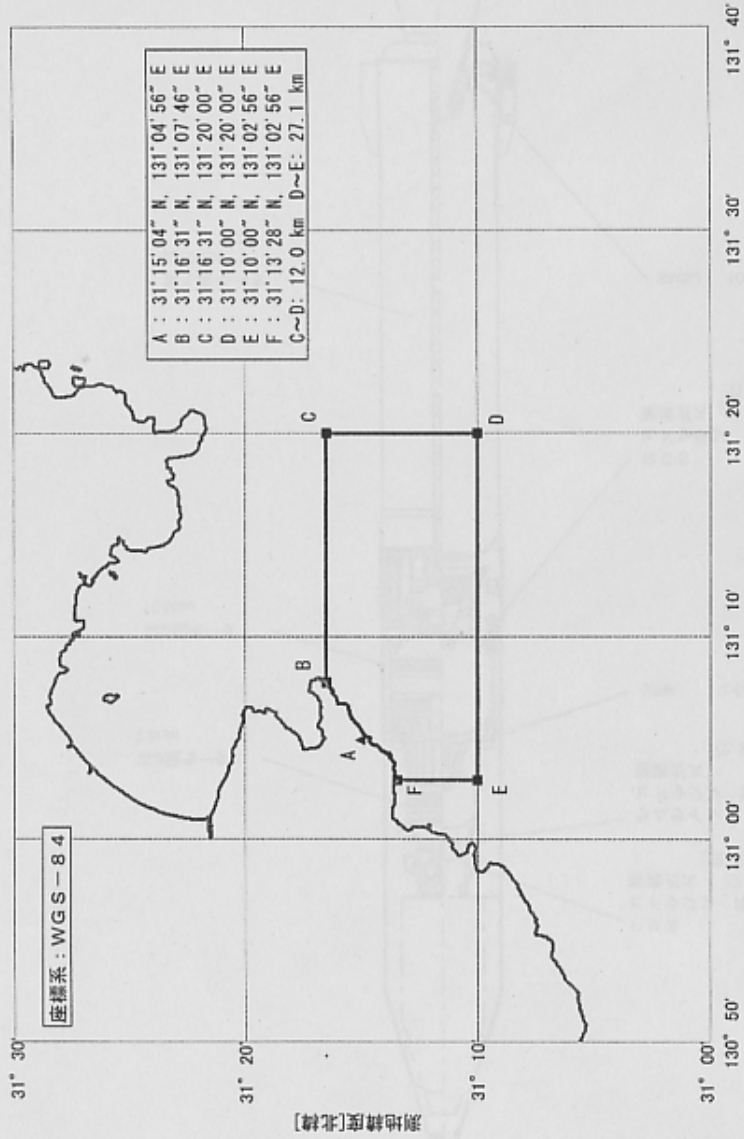 座標系：WGS－84
A : 31°15'04" N, 131°04'56" E
B : 31°16'31" N, 131°07'46" E
C : 31°16'31" N, 131°20'00" E
D : 31°10'00" N, 131°20'00" E
E : 31°10'00" N, 131°02'56" E
F : 31°13'28" N, 131°02'56" E
C~D: 12.0 km D~E: 27.1 km
測地緯度[北緯]
31° 30'
31° 20'
31° 10'
31° 00'
130° 50'
131° 00'
131° 10'
131° 20'
131° 30'
131° 40'
A
B
C
D
E
F